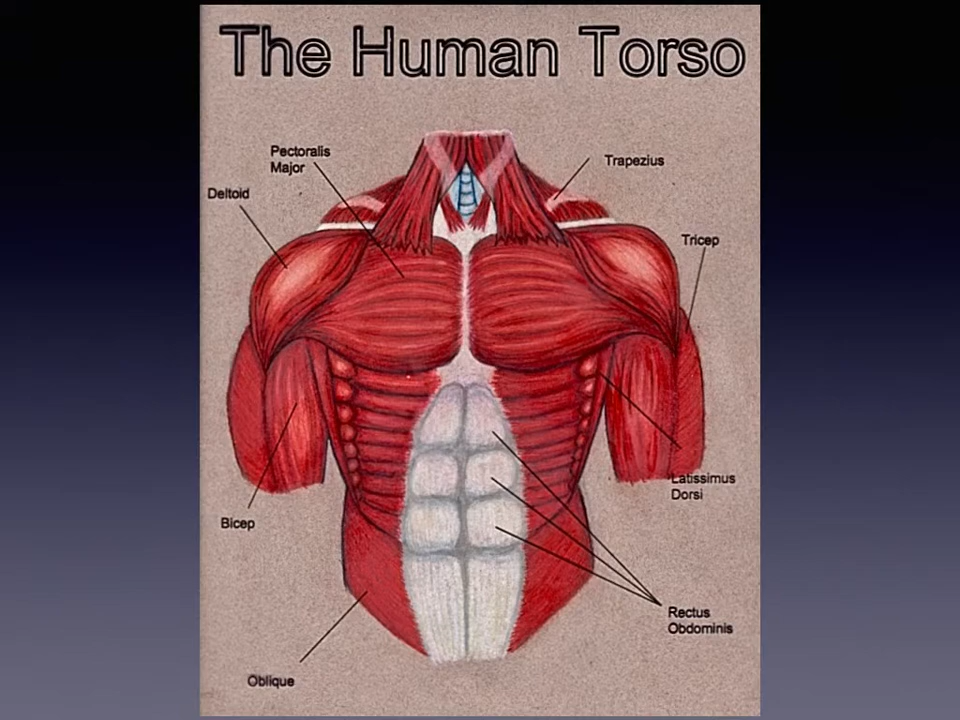 The Human Torso
Pectoralis
Major
Trapezius
Deltoid
Tricep
Latissimus
Dorsi
Bicep
Rectus
Obdominis
Oblique